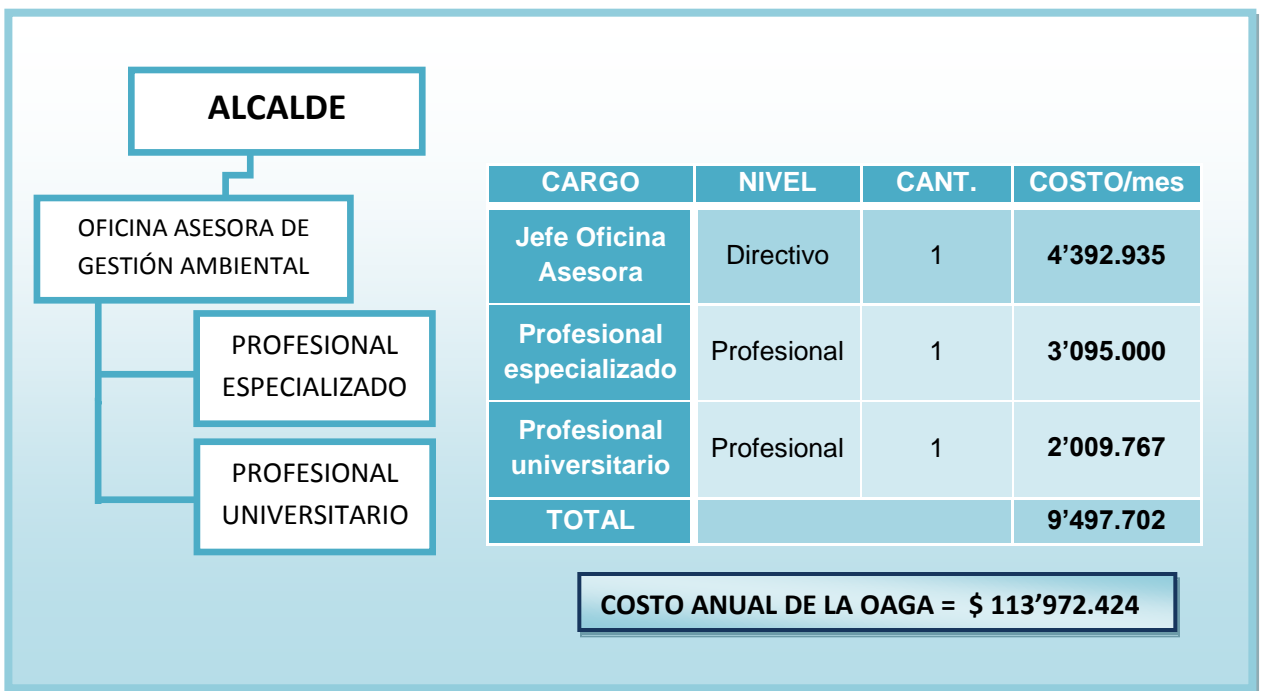 ALCALDE
OFICINA ASESORA DE
GESTIÓN AMBIENTAL
PROFESIONAL
ESPECIALIZADO
PROFESIONAL
UNIVERSITARIO
CARGO NIVEL CANT. COSTO/mes
Jefe Oficina
Asesora Directivo 1 4’392.935
Profesional
especializado Profesional 1 3’095.000
Profesional
universitario Profesional 1 2’009.767
TOTAL 9’497.702
COSTO ANUAL DE LA OAGA = $ 113’972.424